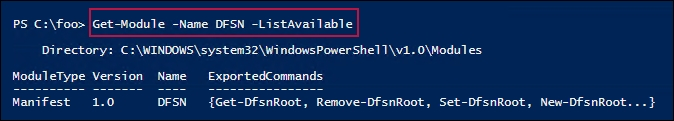 PS C:\foo> Get-Module -Name DFSN -ListAvailable
Directory: C:\WINDOWS\system32\WindowsPowerShell\v1.0\Modules
ModuleType Version Name ExportedCommands
---------- ------- ---- ----------------
Manifest 1.0 DFSN {Get-DfsnRoot, Remove-DfsnRoot, Set-DfsnRoot, New-DfsnRoot...}